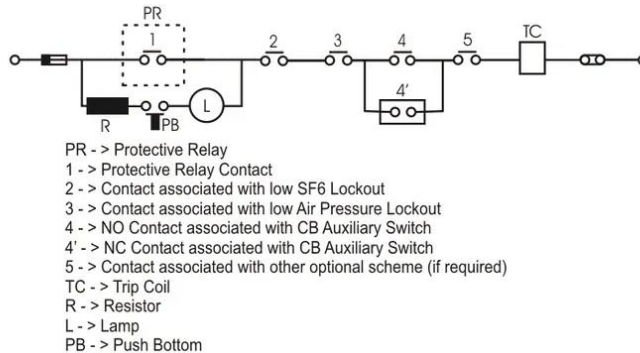 PR
1
2
3
4
5
TC
4'
R
PB
L
PR - > Protective Relay
1 - > Protective Relay Contact
2 - > Contact associated with low SF6 Lockout
3 - > Contact associated with low Air Pressure Lockout
4 - > NO Contact associated with CB Auxiliary Switch
4' - > NC Contact associated with CB Auxiliary Switch
5 - > Contact associated with other optional scheme (if required)
TC - > Trip Coil
R - > Resistor
L - > Lamp
PB - > Push Bottom